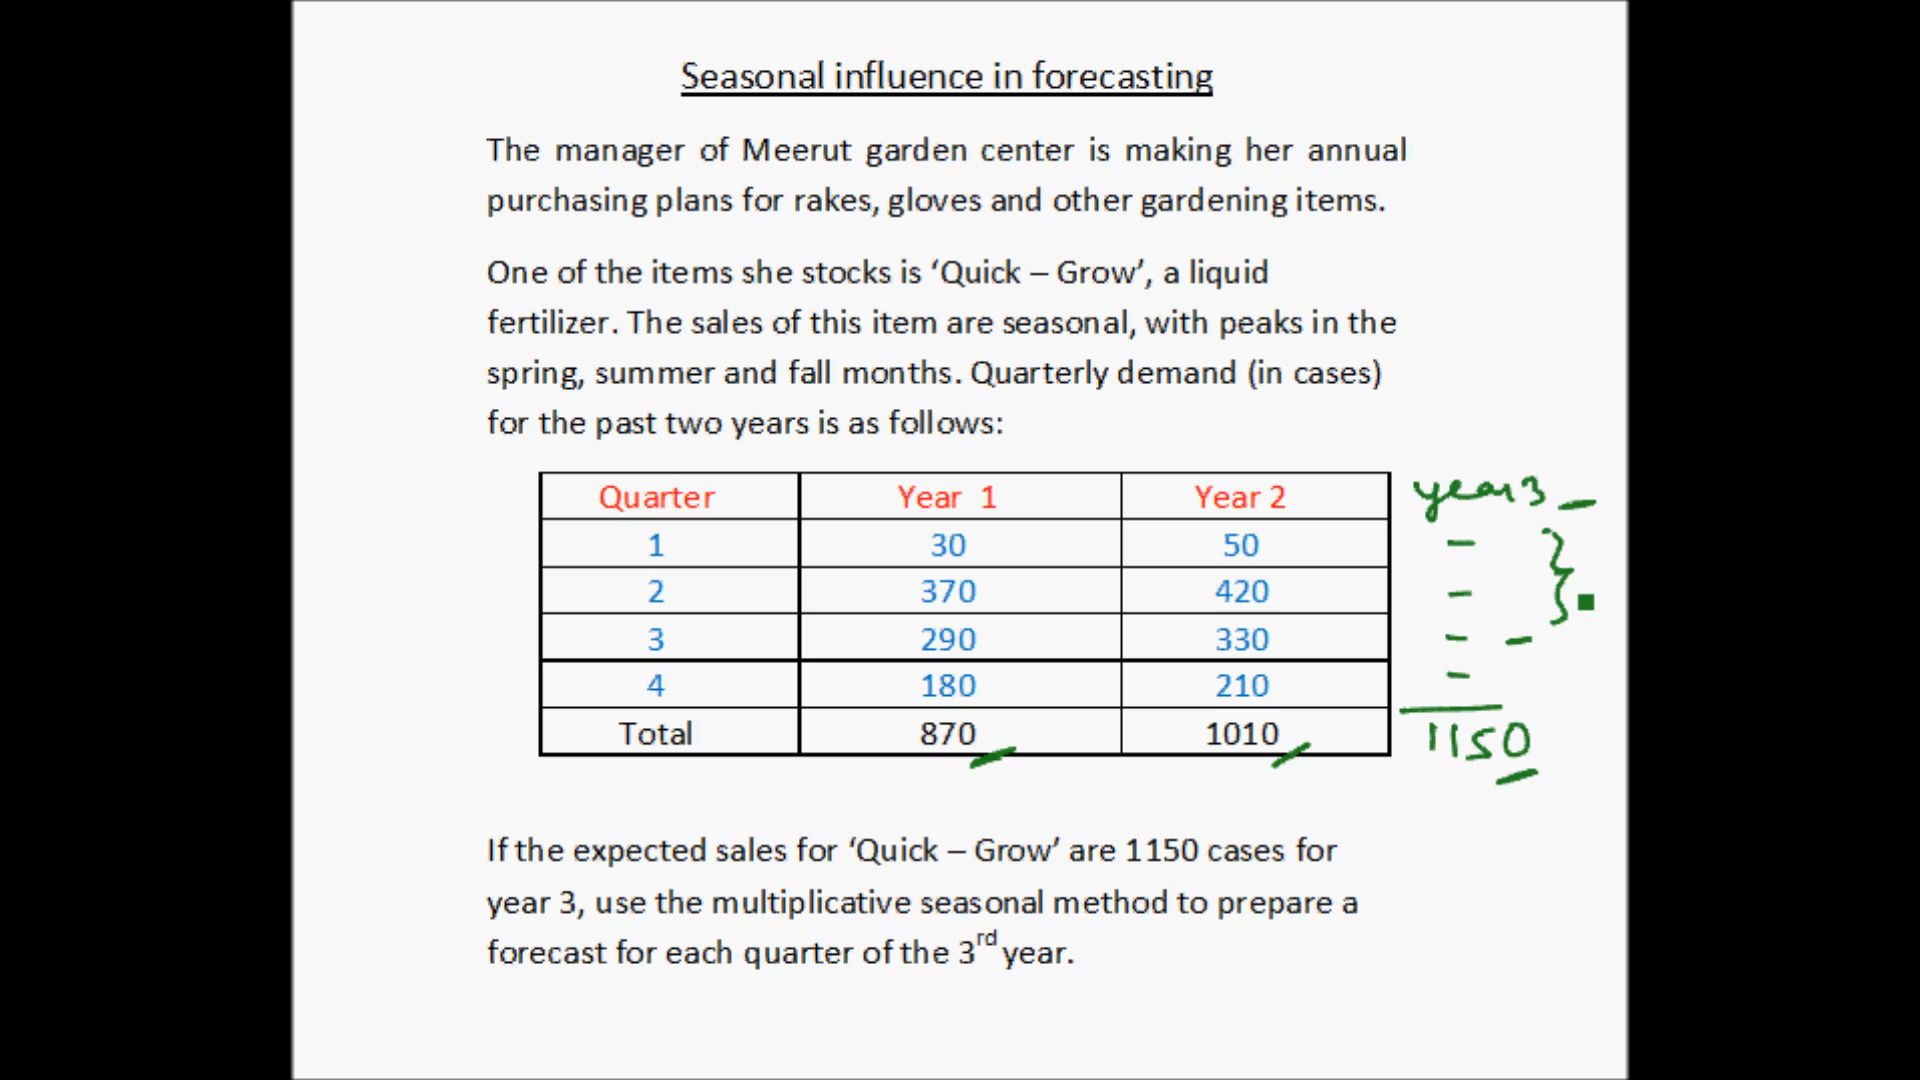 Seasonal influence in forecasting
The manager of Meerut garden center is making her annual
purchasing plans for rakes, gloves and other gardening items.
One of the items she stocks is ‘Quick – Grow’, a liquid
fertilizer. The sales of this item are seasonal, with peaks in the
spring, summer and fall months. Quarterly demand (in cases)
for the past two years is as follows:
Quarter Year 1 Year 2 year 3 –
1 30 50 –
2 370 420 –
3 290 330 – –
4 180 210 –
Total 870 1010 1150
If the expected sales for ‘Quick – Grow’ are 1150 cases for
year 3, use the multiplicative seasonal method to prepare a
forecast for each quarter of the 3rd year.